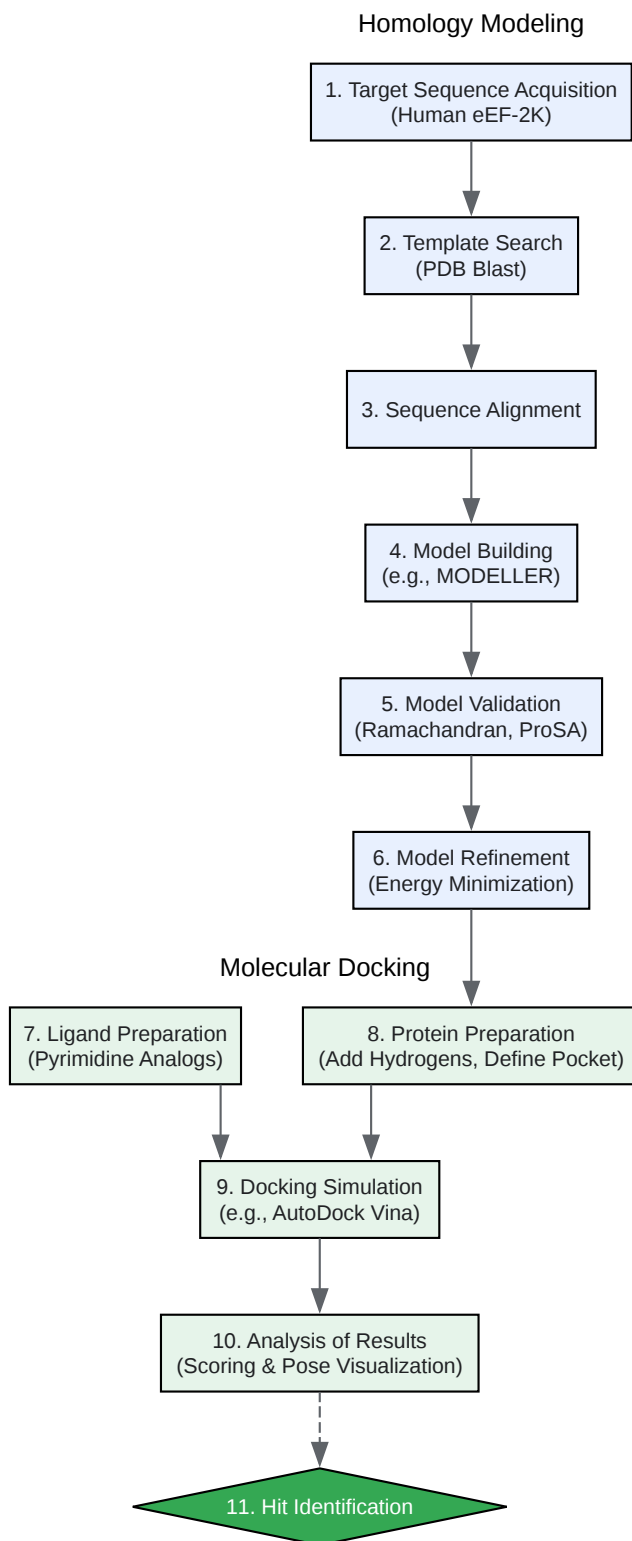 Homology Modeling
1. Target Sequence Acquisition
(Human eEF-2K)
2. Template Search
(PDB Blast)
3. Sequence Alignment
4. Model Building
(e.g., MODELLER)
5. Model Validation
(Ramachandran, ProSA)
6. Model Refinement
(Energy Minimization)
Molecular Docking
7. Ligand Preparation
(Pyrimidine Analogs)
8. Protein Preparation
(Add Hydrogens, Define Pocket)
9. Docking Simulation
(e.g., AutoDock Vina)
10. Analysis of Results
(Scoring & Pose Visualization)
11. Hit Identification